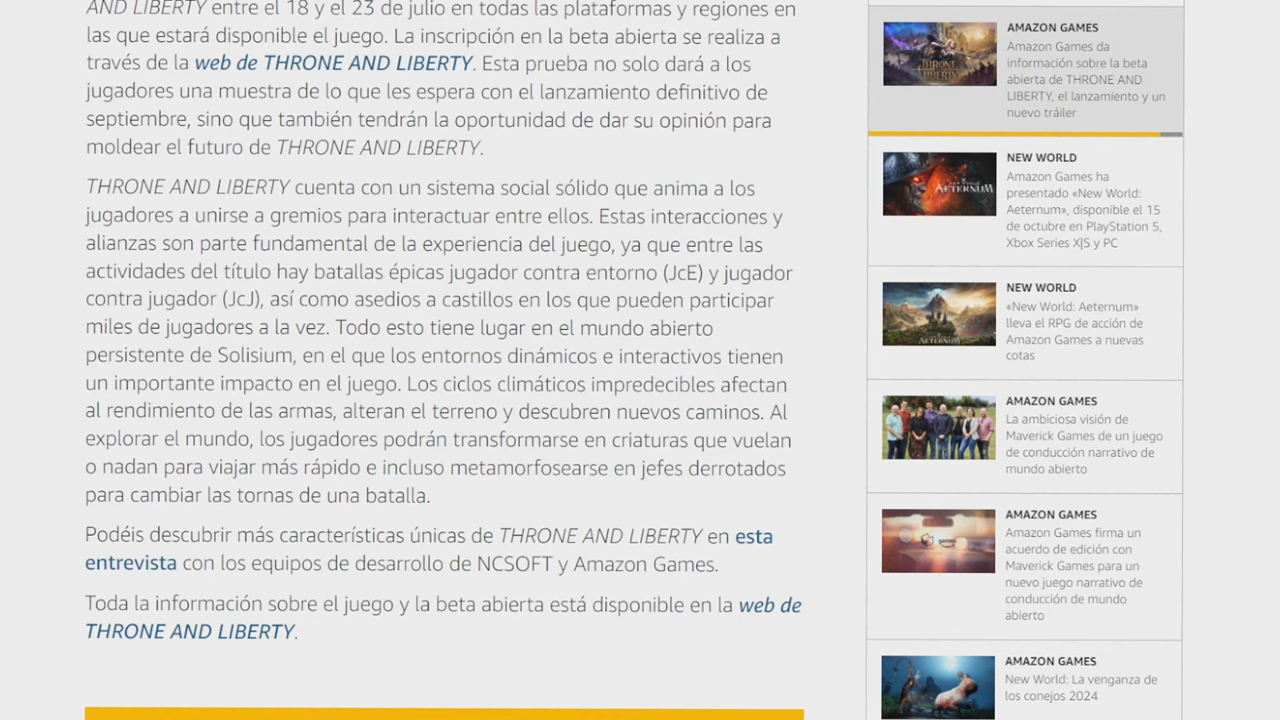 AND LIBERTY entre el 18 y el 23 de julio en todas las plataformas y regiones en
las que estará disponible el juego. La inscripción en la beta abierta se realiza a
través de la web de THRONE AND LIBERTY. Esta prueba no solo dará a los
jugadores una muestra de lo que les espera con el lanzamiento definitivo de
septiembre, sino que también tendrán la oportunidad de dar su opinión para
moldear el futuro de THRONE AND LIBERTY.
THRONE AND LIBERTY cuenta con un sistema social sólido que anima a los
jugadores a unirse a gremios para interactuar entre ellos. Estas interacciones y
alianzas son parte fundamental de la experiencia del juego, ya que entre las
actividades del título hay batallas épicas jugador contra entorno (JcE) y jugador
contra jugador (JcJ), así como asedios a castillos en los que pueden participar
miles de jugadores a la vez. Todo esto tiene lugar en el mundo abierto
persistente de Solisium, en el que los entornos dinámicos e interactivos tienen
un importante impacto en el juego. Los ciclos climáticos impredecibles afectan
al rendimiento de las armas, alteran el terreno y descubren nuevos caminos. Al
explorar el mundo, los jugadores podrán transformarse en criaturas que vuelan
o nadan para viajar más rápido e incluso metamorfosearse en jefes derrotados
para cambiar las tornas de una batalla.
Podéis descubrir más características únicas de THRONE AND LIBERTY en esta
entrevista con los equipos de desarrollo de NCSOFT y Amazon Games.
Toda la información sobre el juego y la beta abierta está disponible en la web de
THRONE AND LIBERTY.
THRONE
LIBERTY
AMAZON GAMES
Amazon Games da
información sobre la beta
abierta de THRONE AND
LIBERTY, el lanzamiento y un
nuevo tráiler
AETERNUM
NEW WORLD
Amazon Games ha
presentado «New World:
Aeternum», disponible el 15
de octubre en PlayStation 5,
Xbox Series X|S y PC
AETERNUM
NEW WORLD
«New World: Aeternum»
lleva el RPG de acción de
Amazon Games a nuevas
cotas
AMAZON GAMES
La ambiciosa visión de
Maverick Games de un juego
de conducción narrativo de
mundo abierto
games
AMAZON GAMES
Amazon Games firma un
acuerdo de edición con
Maverick Games para un
nuevo juego narrativo de
conducción de mundo
abierto
AMAZON GAMES
New World: La venganza de
los conejos 2024